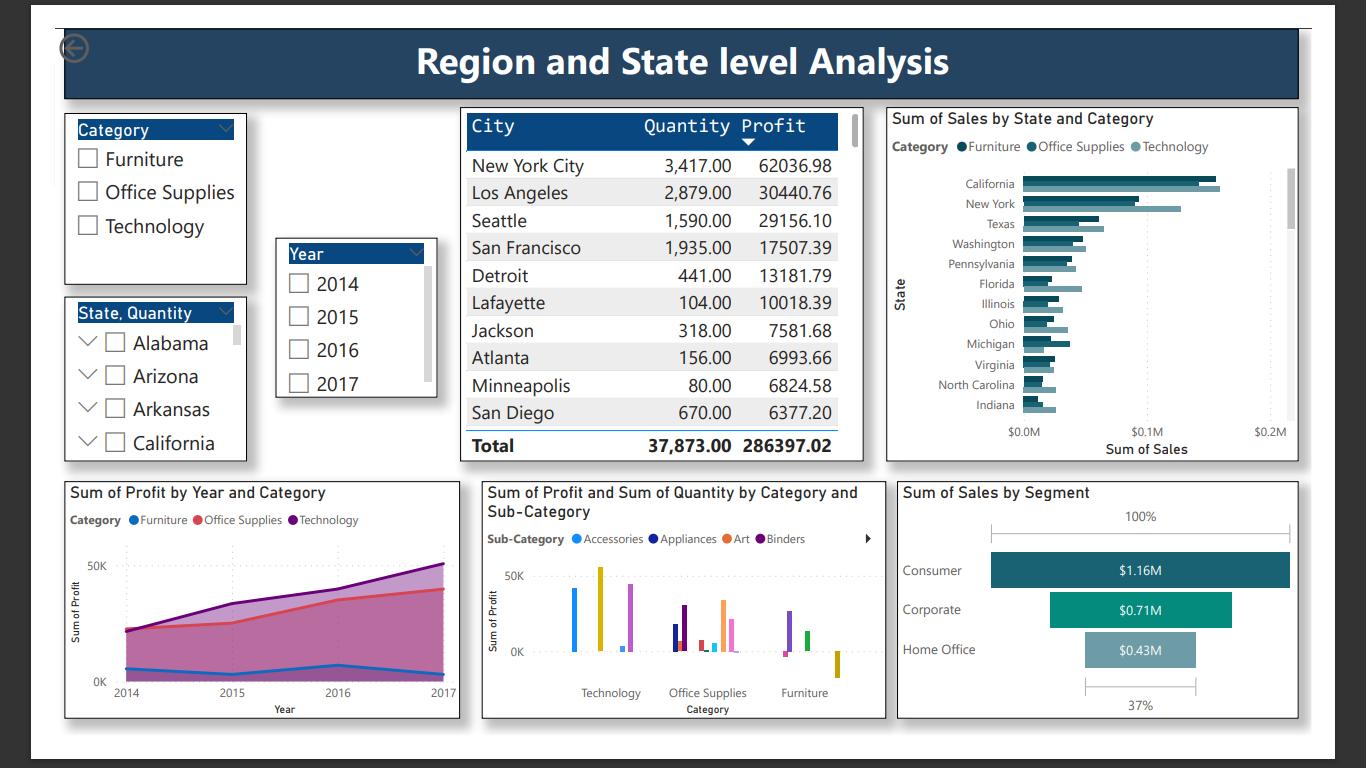 Region and State level Analysis
Category
Furniture
Office Supplies
Technology
State, Quantity
Alabama
Arizona
Arkansas
California
Year
2014
2015
2016
2017
City Quantity Profit
New York City 3,417.00 62036.98
Los Angeles 2,879.00 30440.76
Seattle 1,590.00 29156.10
San Francisco 1,935.00 17507.39
Detroit 441.00 13181.79
Lafayette 104.00 10018.39
Jackson 318.00 7581.68
Atlanta 156.00 6993.66
Minneapolis 80.00 6824.58
San Diego 670.00 6377.20
Total 37,873.00 286397.02
Sum of Sales by State and Category
Category Furniture Office Supplies Technology
State
California
New York
Texas
Washington
Pennsylvania
Florida
Illinois
Ohio
Michigan
Virginia
North Carolina
Indiana
$0.0M $0.1M $0.2M
Sum of Sales
Sum of Profit by Year and Category
Category Furniture Office Supplies Technology
Sum of Profit
50K
0K
2014 2015 2016 2017
Year
Sum of Profit and Sum of Quantity by Category and
Sub-Category
Sub-Category Accessories Appliances Art Binders
Sum of Profit
50K
0K
Technology Office Supplies Furniture
Category
Sum of Sales by Segment
100%
Consumer $1.16M
Corporate $0.71M
Home Office $0.43M
37%